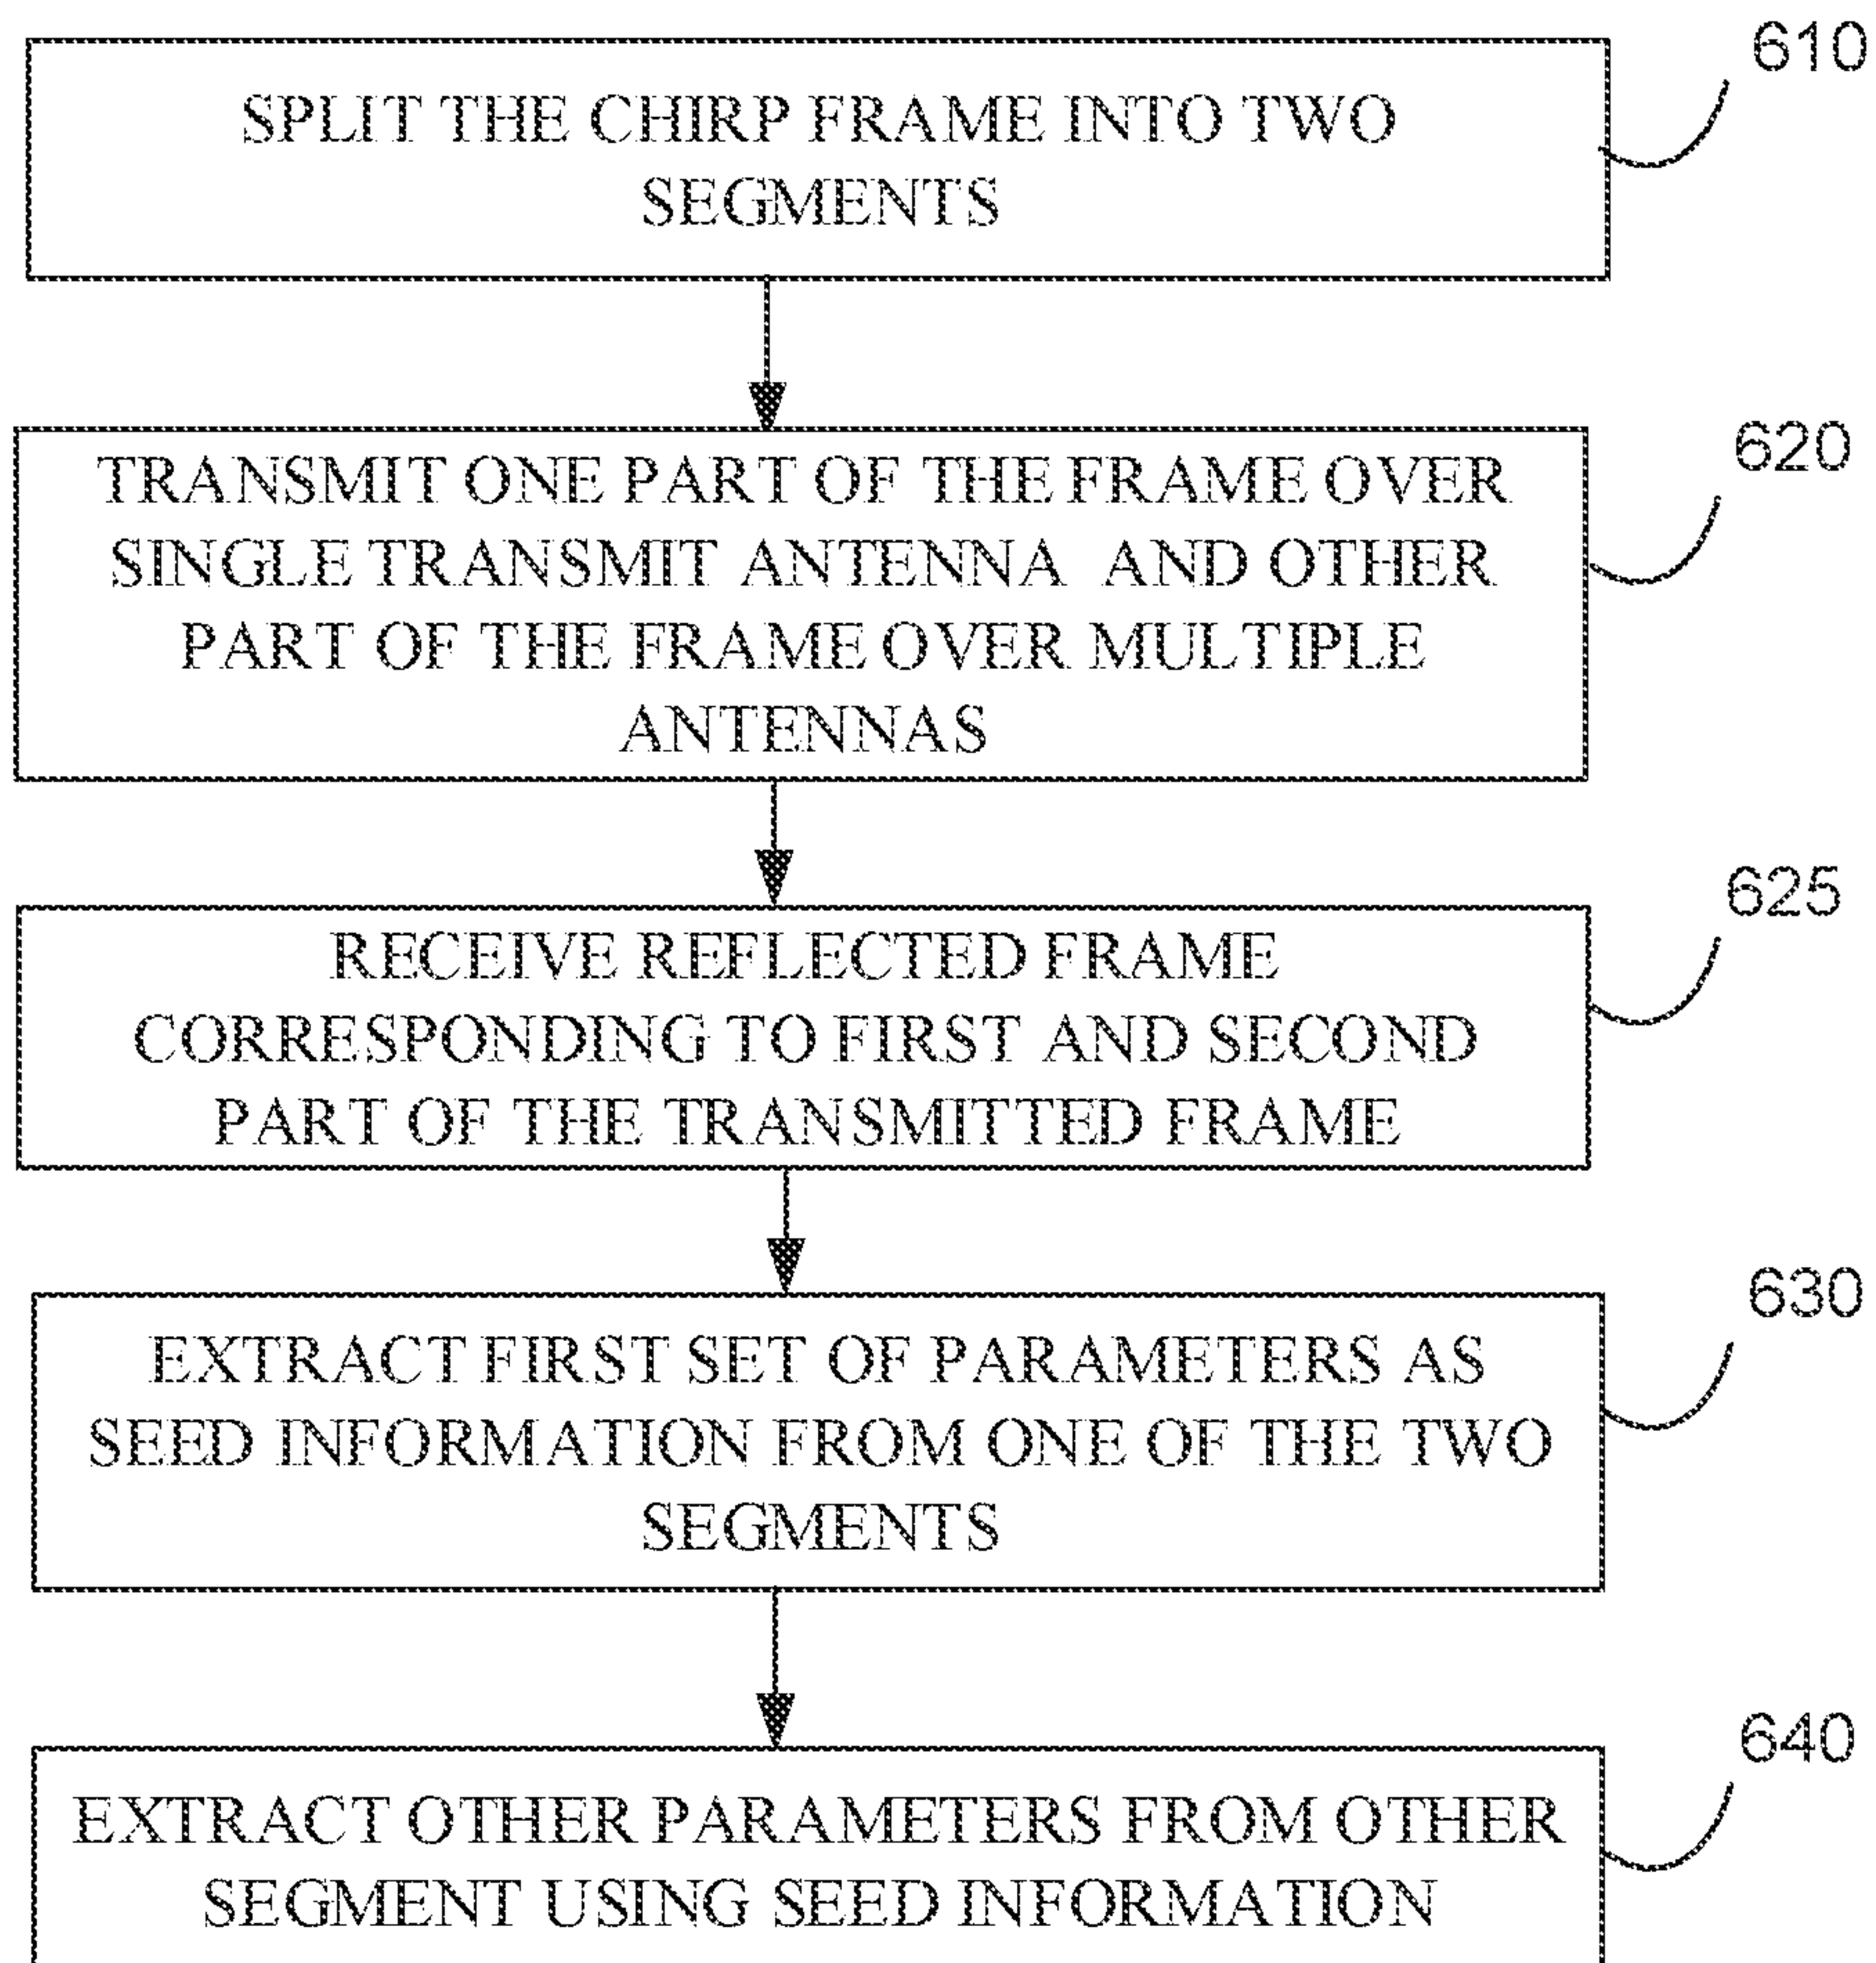 610
SPLIT THE CHIRP FRAME INTO TWO
SEGMENTS
620
TRANSMIT ONE PART OF THE FRAME OVER
SINGLE TRANSMIT ANTENNA AND OTHER
PART OF THE FRAME OVER MULTIPLE
ANTENNAS
625
RECEIVE REFLECTED FRAME
CORRESPONDING TO FIRST AND SECOND
PART OF THE TRANSMITTED FRAME
630
EXTRACT FIRST SET OF PARAMETERS AS
SEED INFORMATION FROM ONE OF THE TWO
SEGMENTS
640
EXTRACT OTHER PARAMETERS FROM OTHER
SEGMENT USING SEED INFORMATION